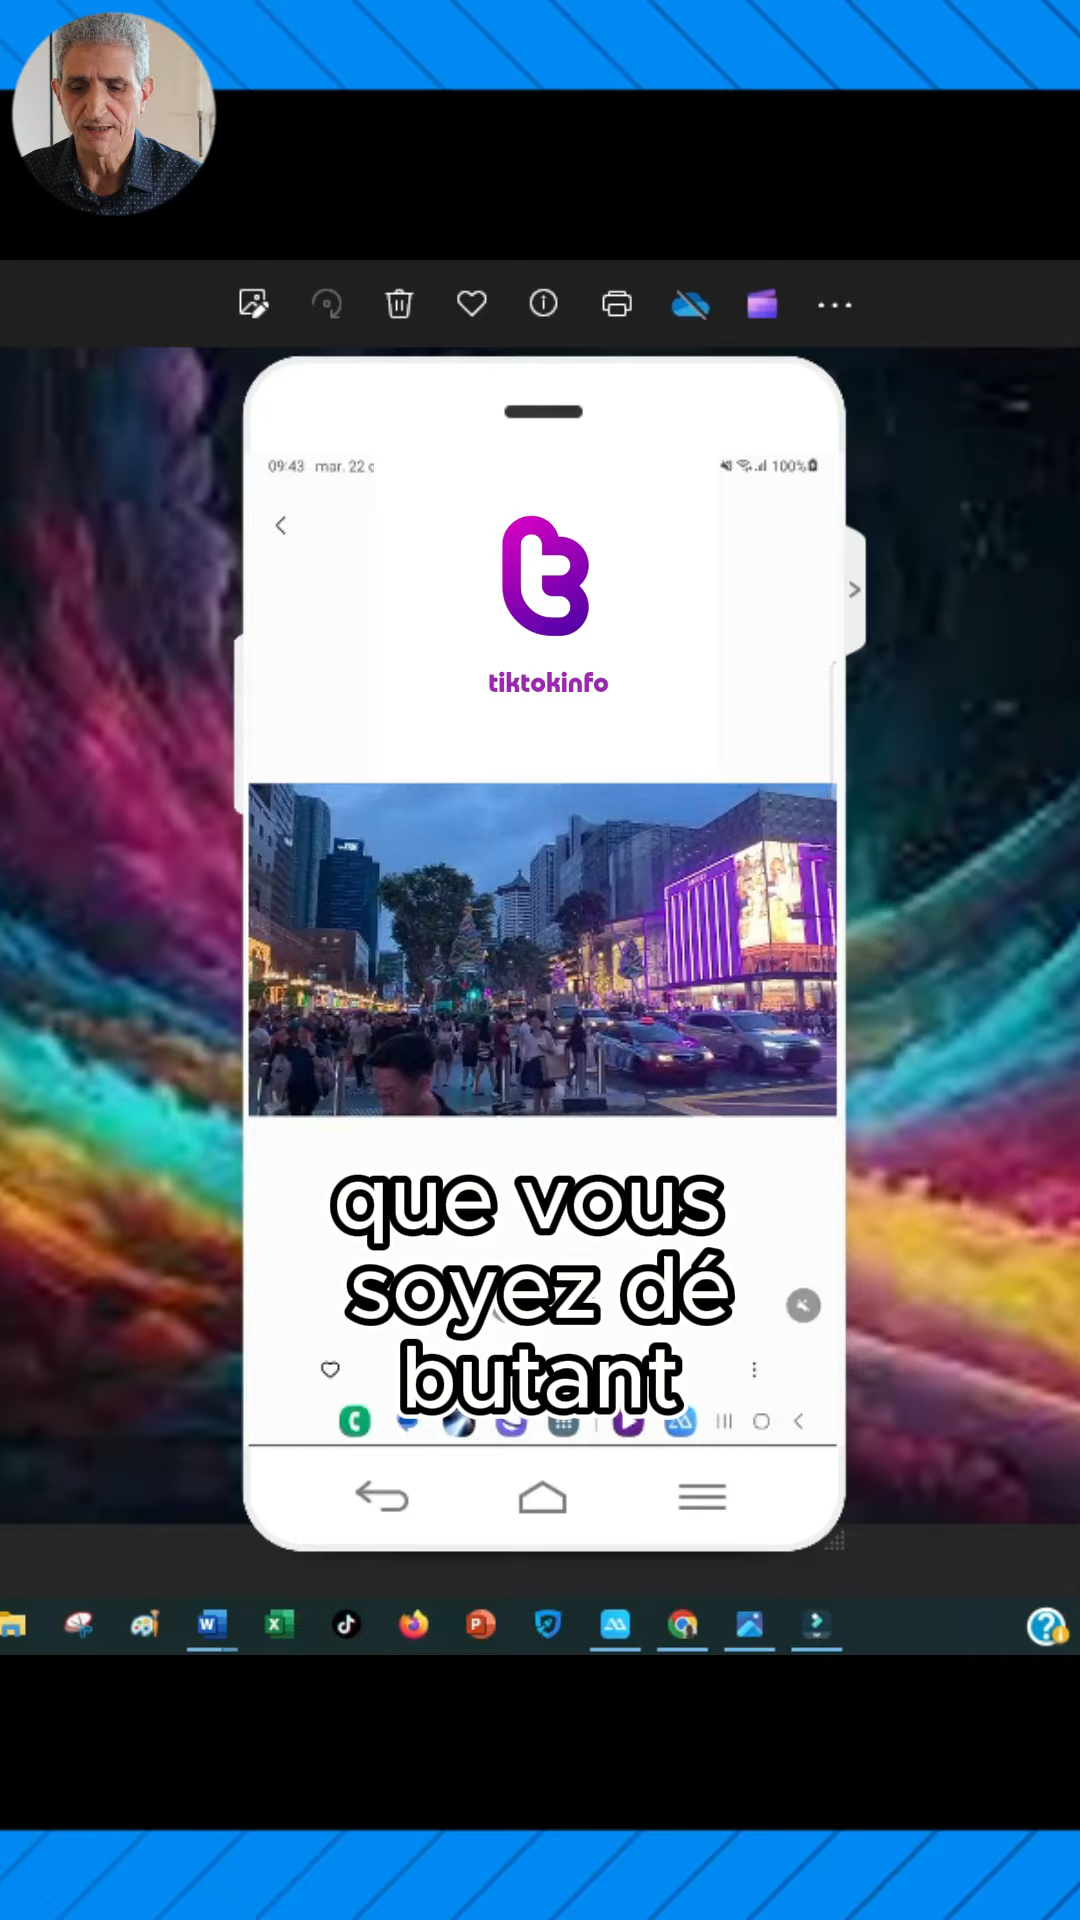 09:43 mar. 22 c
100%
tiktokinfo
que vous
soyez dé
butant